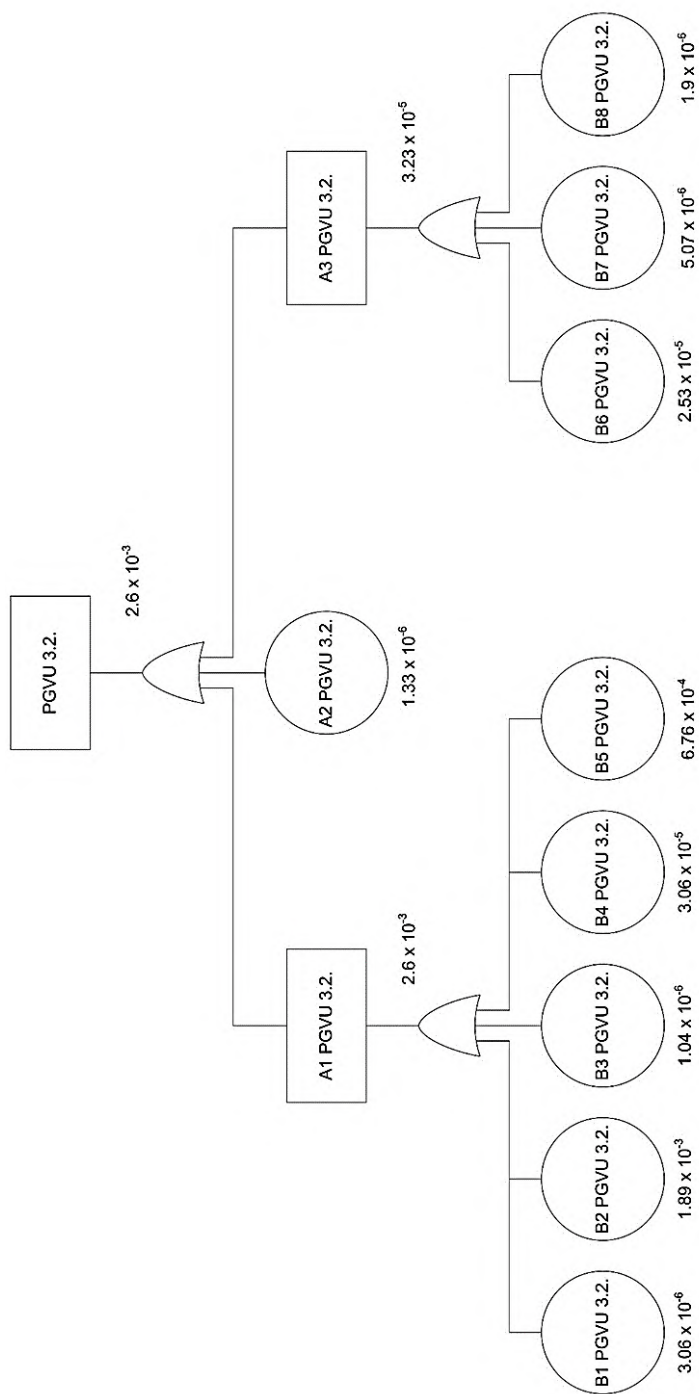 PGVU 3.2.
2.6 x 10⁻³
A1 PGVU 3.2.
2.6 x 10⁻³
A2 PGVU 3.2.
1.33 x 10⁻⁶
A3 PGVU 3.2.
3.23 x 10⁻⁵
B1 PGVU 3.2.
3.06 x 10⁻⁶
B2 PGVU 3.2.
1.89 x 10⁻³
B3 PGVU 3.2.
1.04 x 10⁻⁶
B4 PGVU 3.2.
3.06 x 10⁻⁵
B5 PGVU 3.2.
6.76 x 10⁻⁴
B6 PGVU 3.2.
2.53 x 10⁻⁵
B7 PGVU 3.2.
5.07 x 10⁻⁶
B8 PGVU 3.2.
1.9 x 10⁻⁶